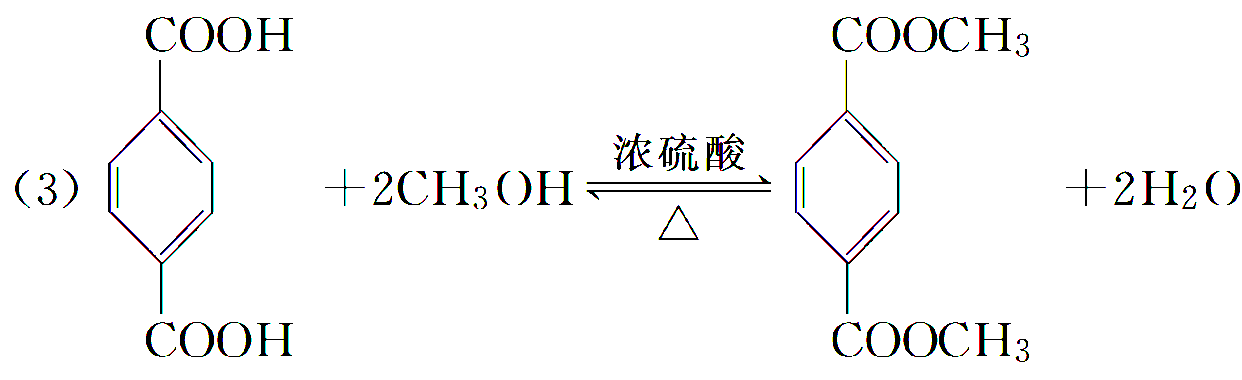 COOH COOCH₃
(3) +2CH₃OH 浓硫酸 △ +2H₂O
COOH COOCH₃